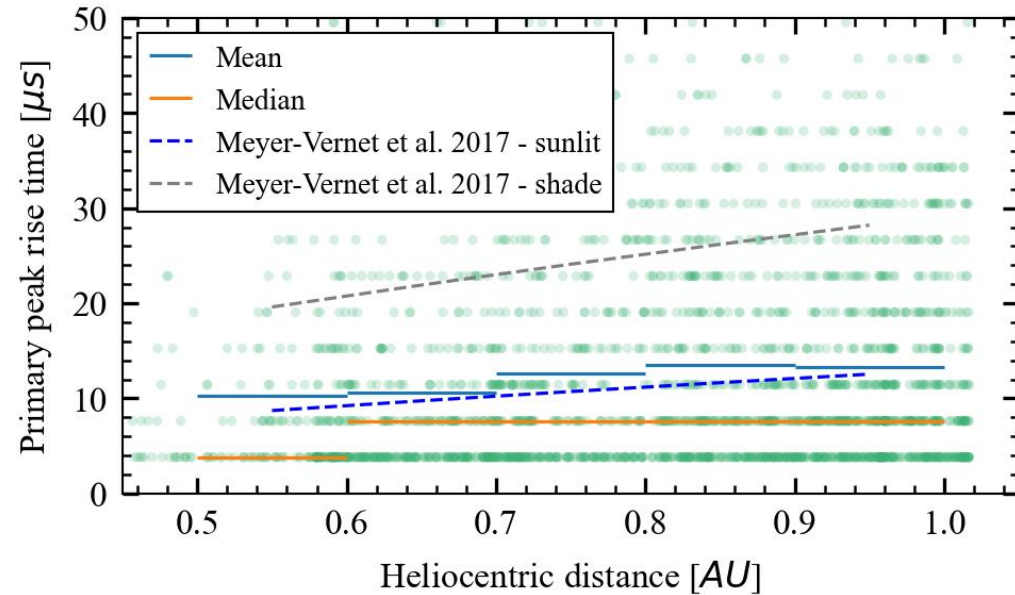 50
40
30
20
10
0
Primary peak rise time [μs]
Mean
Median
Meyer-Vernet et al. 2017 - sunlit
Meyer-Vernet et al. 2017 - shade
0.5 0.6 0.7 0.8 0.9 1.0
Heliocentric distance [AU]